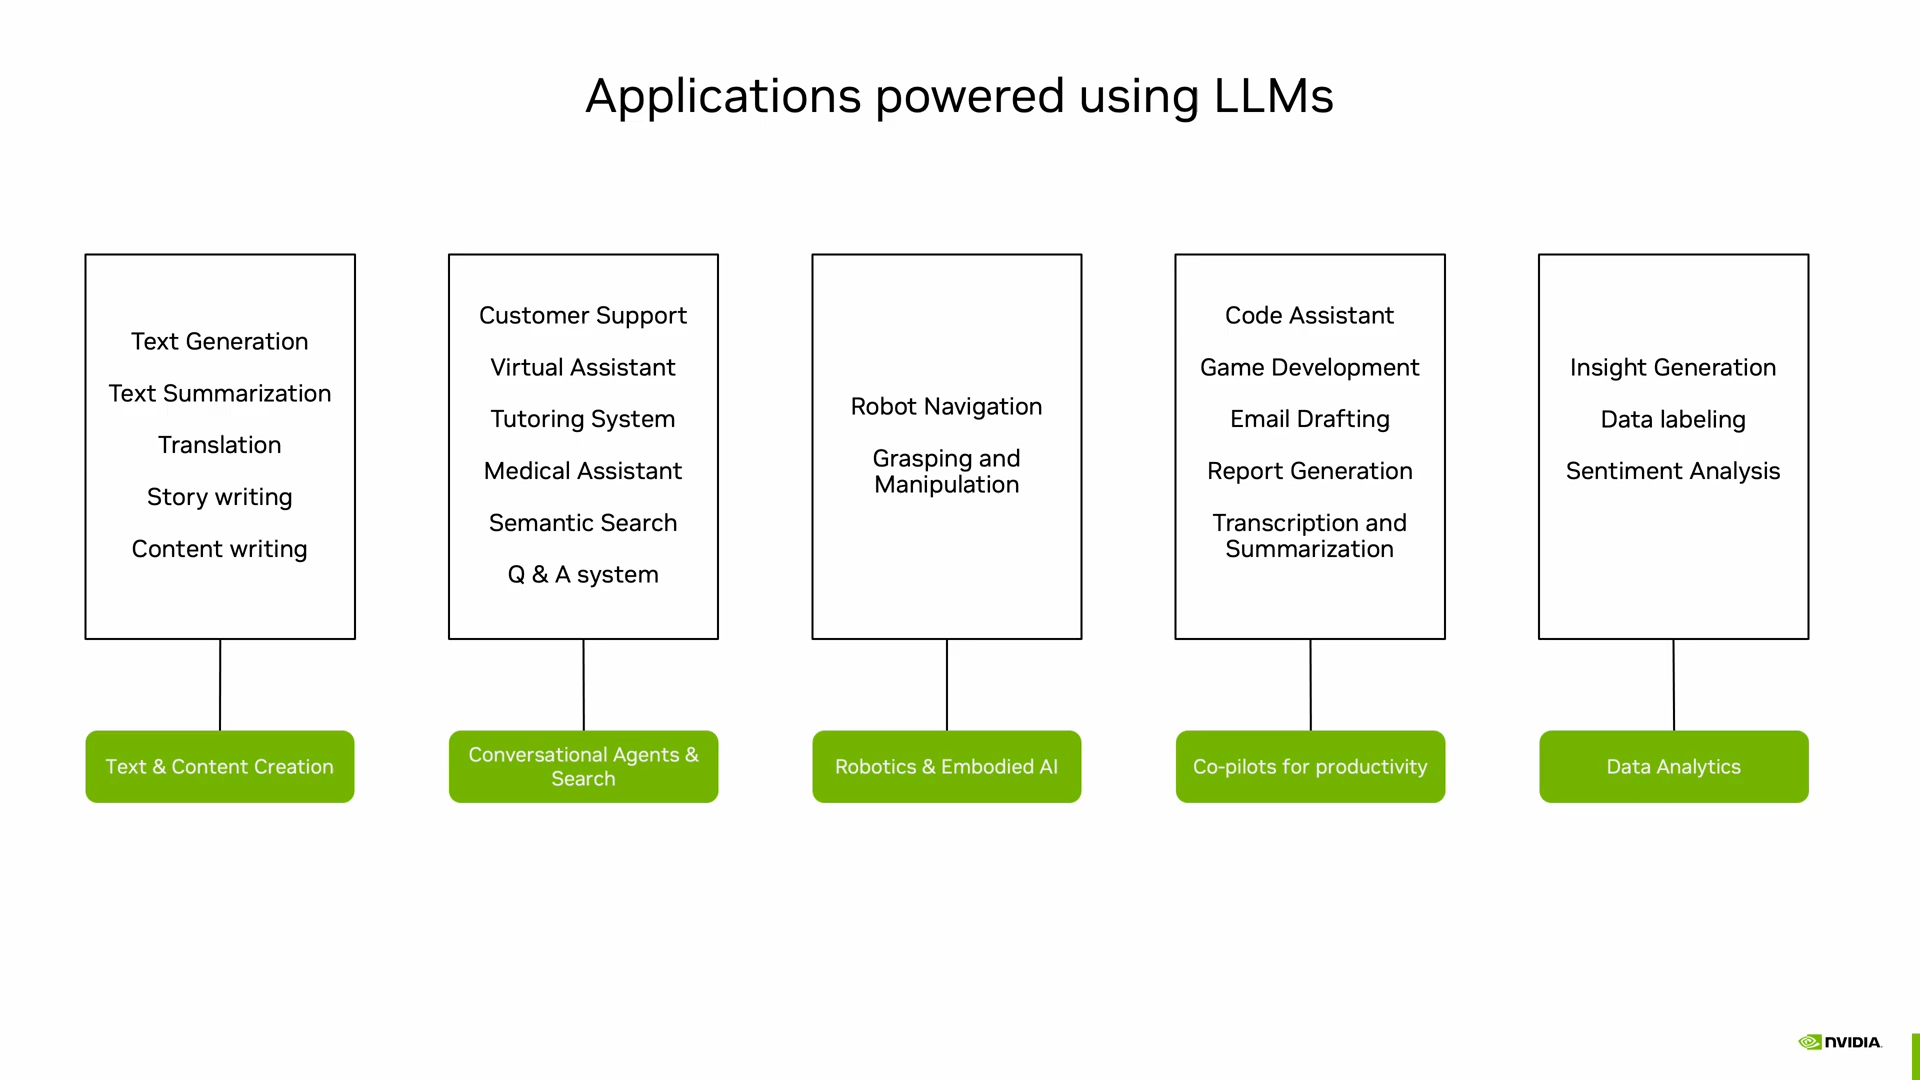 Applications powered using LLMs
Text Generation
Text Summarization
Translation
Story writing
Content writing
Text & Content Creation
Customer Support
Virtual Assistant
Tutoring System
Medical Assistant
Semantic Search
Q & A system
Conversational Agents &
Search
Robot Navigation
Grasping and
Manipulation
Robotics & Embodied AI
Code Assistant
Game Development
Email Drafting
Report Generation
Transcription and
Summarization
Co-pilots for productivity
Insight Generation
Data labeling
Sentiment Analysis
Data Analytics
NVIDIA